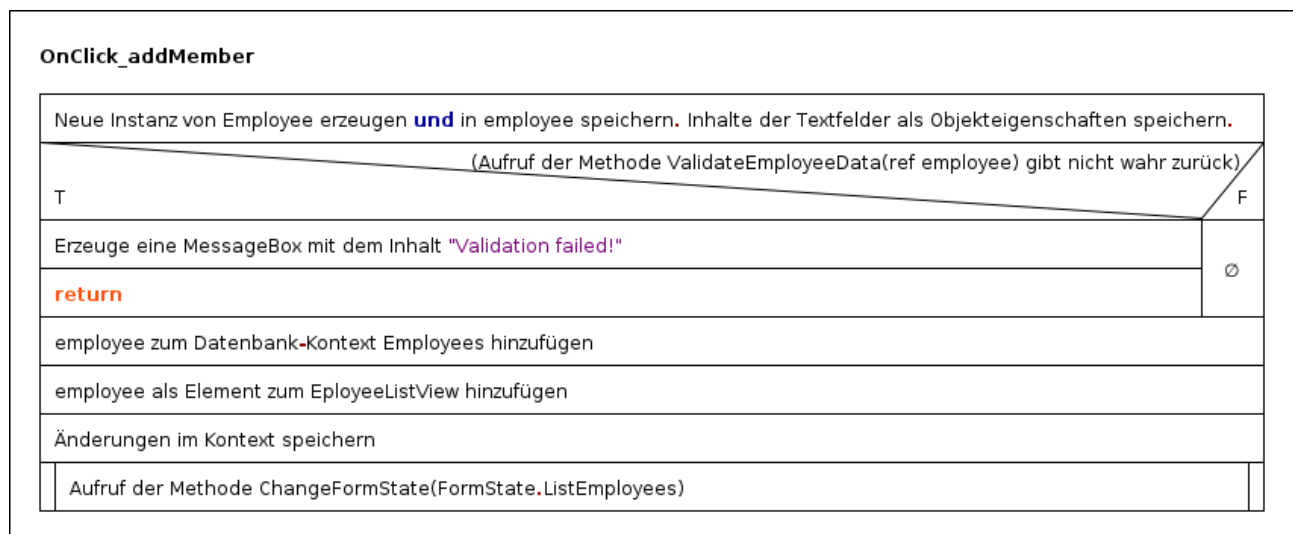 OnClick_addMember
Neue Instanz von Employee erzeugen und in employee speichern. Inhalte der Textfelder als Objekteigenschaften speichern.
(Aufruf der Methode ValidateEmployeeData(ref employee) gibt nicht wahr zurück)
T
F
Erzeuge eine MessageBox mit dem Inhalt "Validation failed!"
∅
return
employee zum Datenbank-Kontext Employees hinzufügen
employee als Element zum EployeeListView hinzufügen
Änderungen im Kontext speichern
Aufruf der Methode ChangeFormState(FormState.ListEmployees)